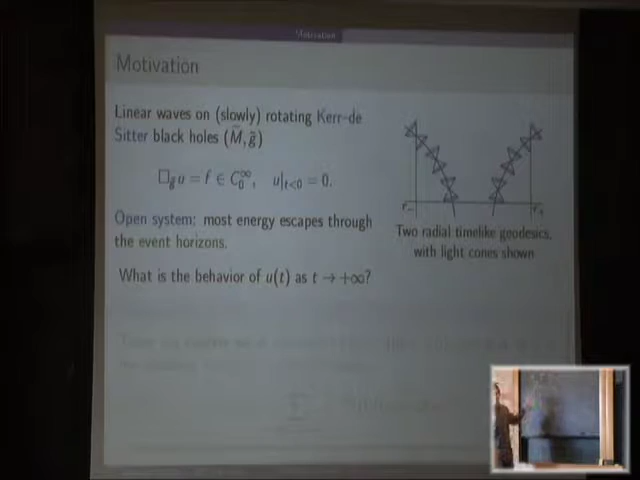 Motivation
Motivation
Linear waves on (slowly) rotating Kerr–de
Sitter black holes (M̃, g̃)
□g̃u = f ∈ C₀^∞, u|t<0 = 0.
Open system: most energy escapes through
the event horizons.
What is the behavior of u(t) as t → +∞?
r₋ r₊
Two radial timelike geodesics,
with light cones shown